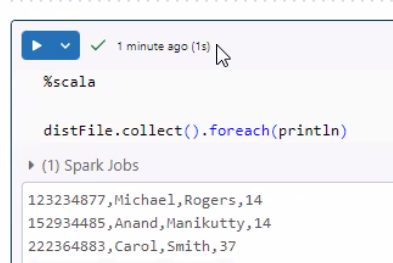 1 minute ago (1s)
%scala
distFile.collect().foreach(println)
(1) Spark Jobs
123234877,Michael,Rogers,14
152934485,Anand,Manikutty,14
222364883,Carol,Smith,37